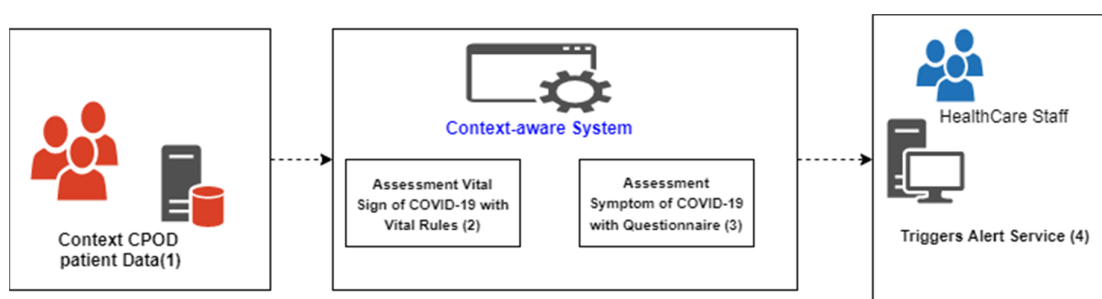 Context CPOD
patient Data(1)
Context-aware System
Assessment Vital
Sign of COVID-19 with
Vital Rules (2)
Assessment
Symptom of COVID-19
with Questionnaire (3)
HealthCare Staff
Triggers Alert Service (4)